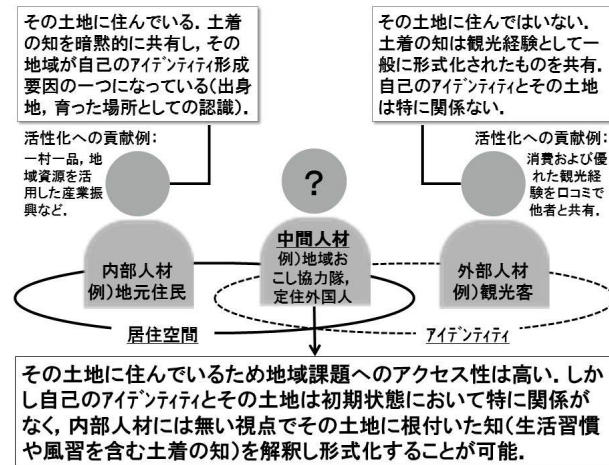 その土地に住んでいる．土着
の知を暗黙的に共有し，その
地域が自己のｱｲﾃﾞﾝﾃｨﾃｨ形成
要因の一つになっている(出身
地，育った場所としての認識)．
その土地に住んではいない．
土着の知は観光経験として一
般に形式化されたものを共有．
自己のｱｲﾃﾞﾝﾃｨﾃｨとその土地
は特に関係ない．
活性化への貢献例：
一村一品，地
域資源を活
用した産業振
興など．
活性化への貢献例：
消費および優
れた観光経
験を口コミで
他者と共有．
？
内部人材
例)地元住民
中間人材
例)地域お
こし協力隊，
定住外国人
外部人材
例)観光客
居住空間
ｱｲﾃﾞﾝﾃｨﾃｨ
その土地に住んでいるため地域課題へのアクセス性は高い．しか
し自己のｱｲﾃﾞﾝﾃｨﾃｨとその土地は初期状態において特に関係が
なく，内部人材には無い視点でその土地に根付いた知(生活習慣
や風習を含む土着の知)を解釈し形式化することが可能．